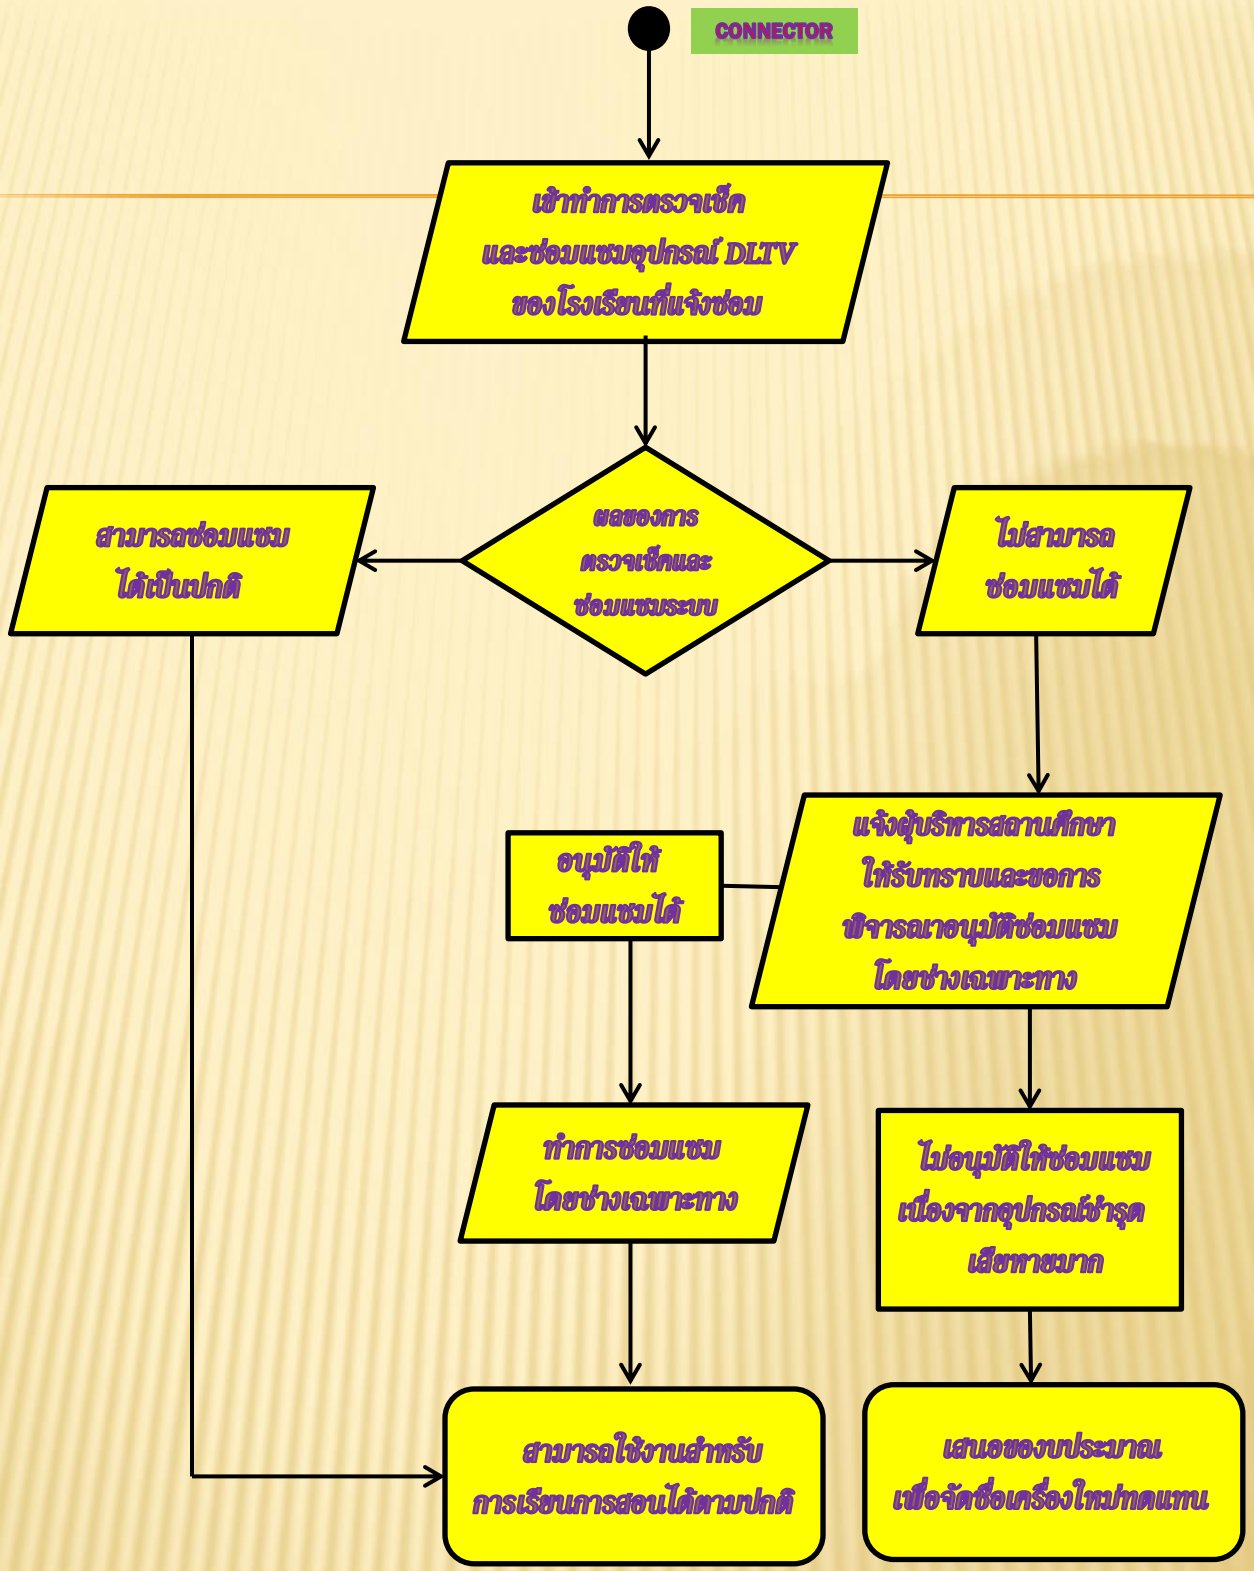 CONNECTOR
เข้าทำการตรวจเช็ค
และซ่อมแซมอุปกรณ์ DLTV
ของโรงเรียนที่แจ้งซ่อม
ผลของการ
ตรวจเช็คและ
ซ่อมแซมระบบ
สามารถซ่อมแซม
ได้เป็นปกติ
ไม่สามารถ
ซ่อมแซมได้
แจ้งผู้บริหารสถานศึกษา
ให้รับทราบและขอการ
พิจารณาอนุมัติซ่อมแซม
โดยช่างเฉพาะทาง
อนุมัติให้
ซ่อมแซมได้
ทำการซ่อมแซม
โดยช่างเฉพาะทาง
ไม่อนุมัติให้ซ่อมแซม
เนื่องจากอุปกรณ์ชำรุด
เสียหายมาก
สามารถใช้งานสำหรับ
การเรียนการสอนได้ตามปกติ
เสนอของบประมาณ
เพื่อจัดซื่อเครื่องใหม่ทดแทน